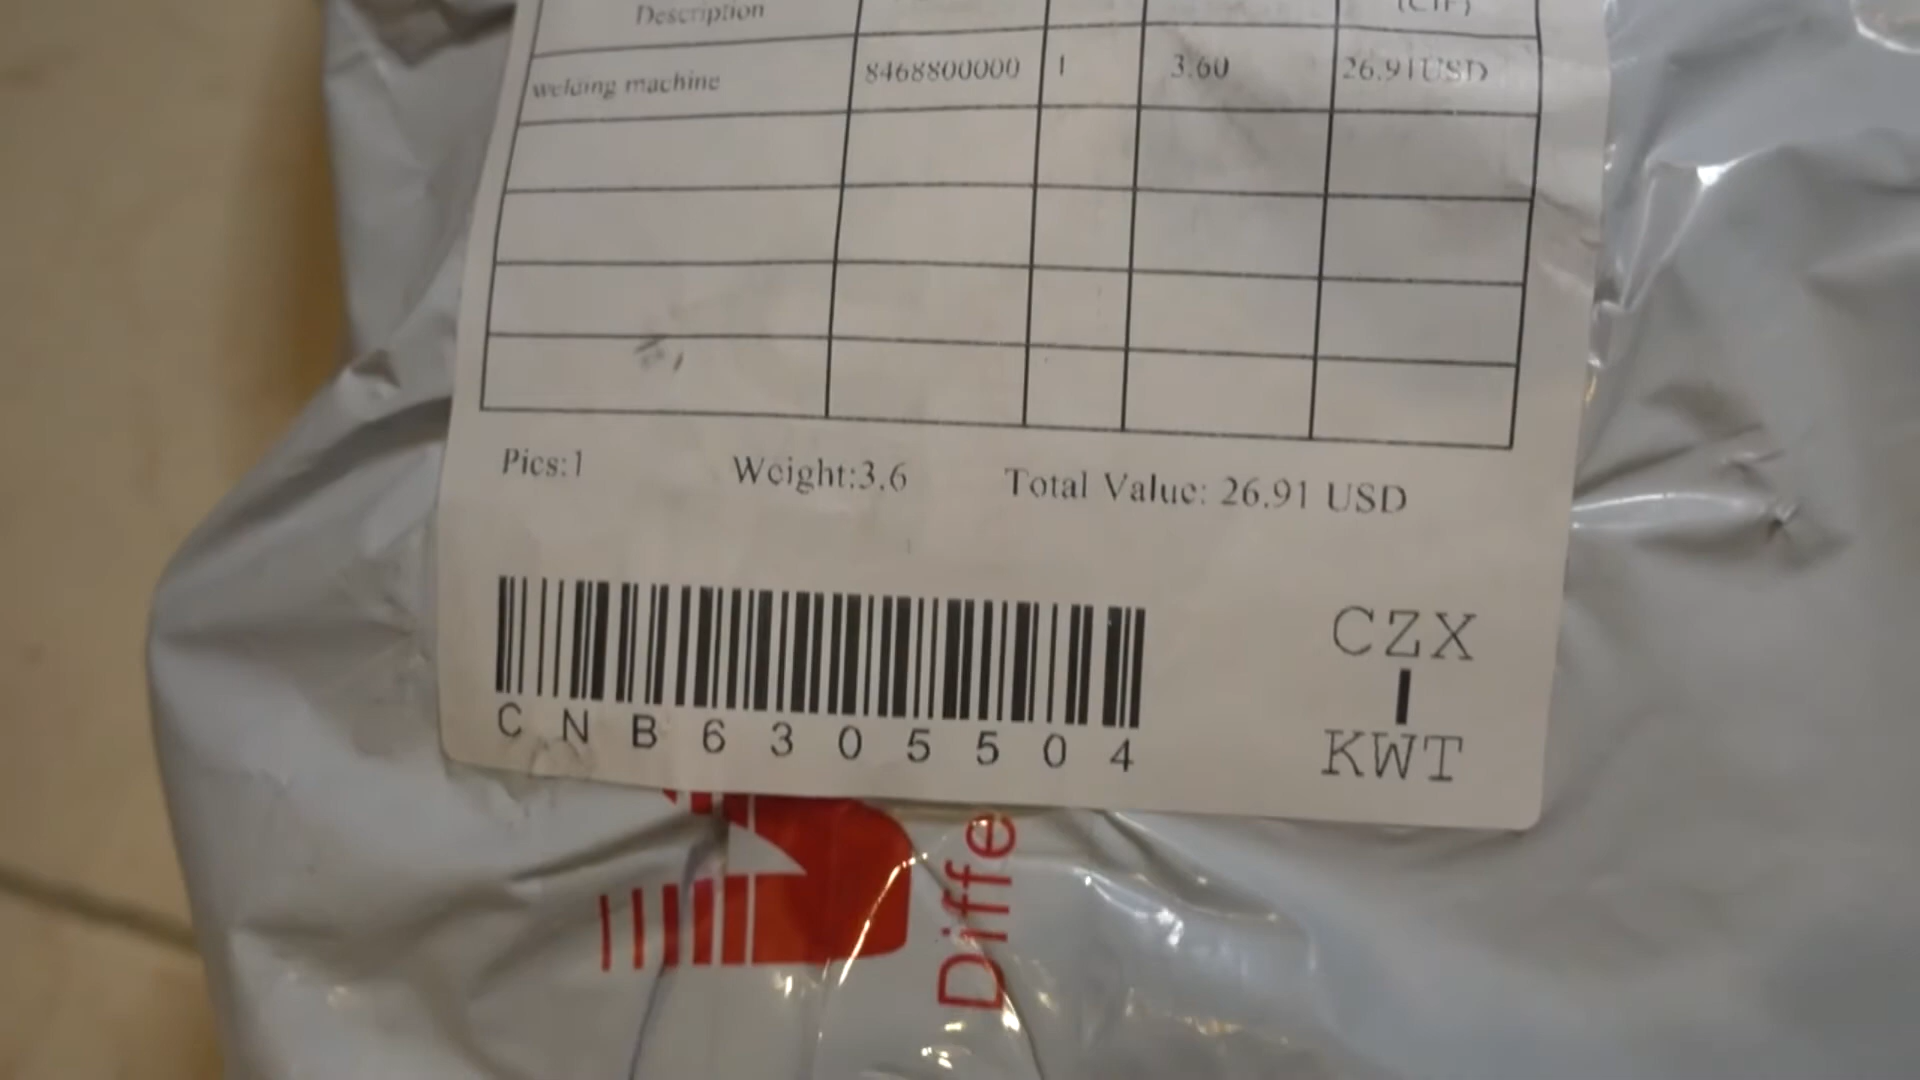 Description (CIF)
welding machine 8468800000 1 3.60 26.91USD
Pics:1 Weight:3.6 Total Value: 26.91 USD
CZX
KWT
CNB6305504
Diffe